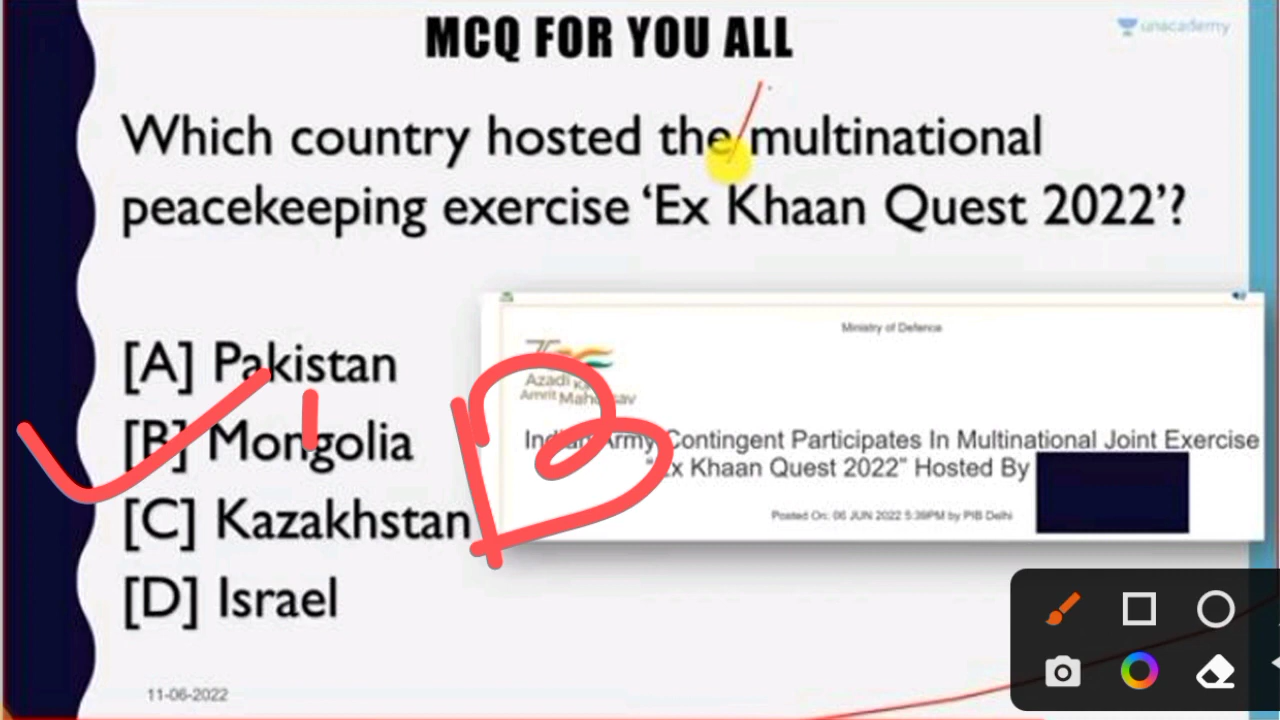 MCQ FOR YOU ALL
unacademy
Which country hosted the multinational
peacekeeping exercise ‘Ex Khaan Quest 2022’?
[A] Pakistan
[B] Mongolia
[C] Kazakhstan
[D] Israel
B
Ministry of Defence
Azadi Ka
Amrit Mahotsav
Indian Army Contingent Participates In Multinational Joint Exercise
“Ex Khaan Quest 2022” Hosted By
Posted On: 06 JUN 2022 5:39PM by PIB Delhi
11-06-2022